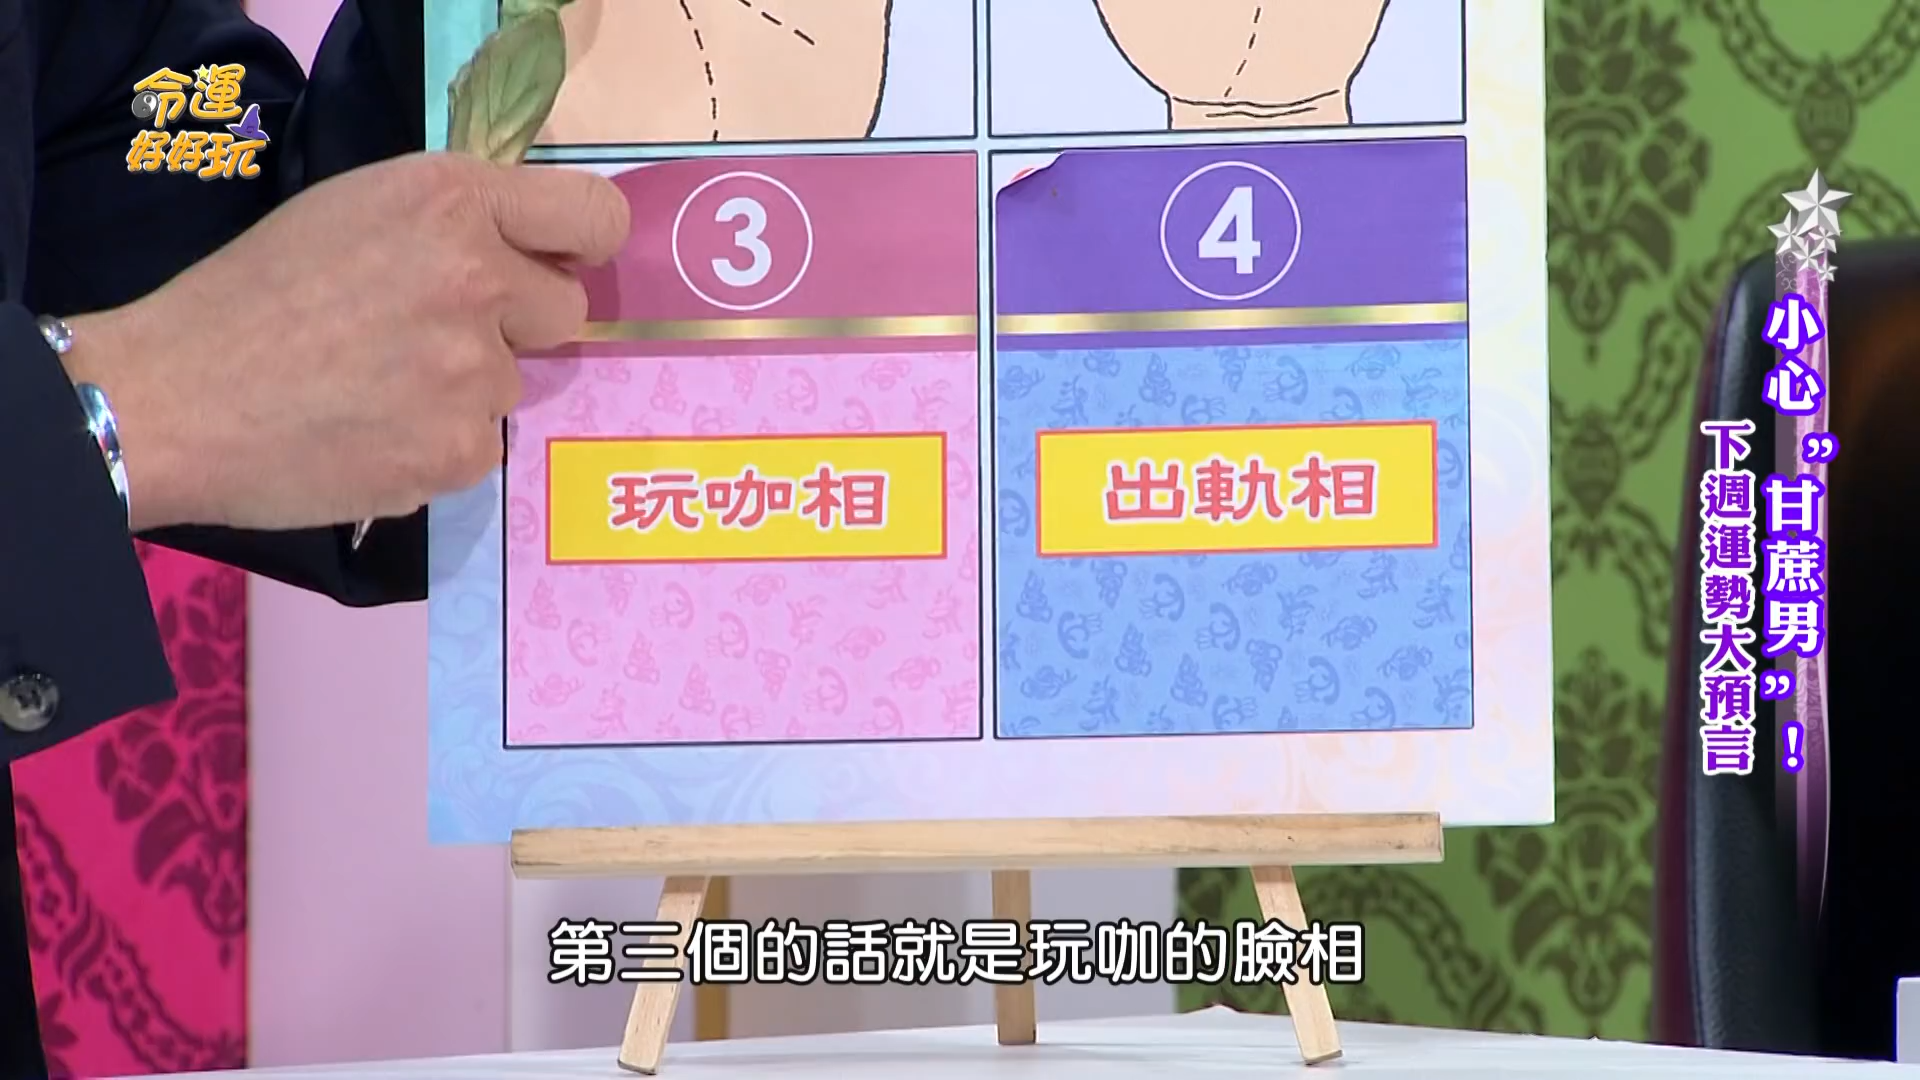 命運
好好玩
3
4
玩咖相
出軌相
小心”甘蔗男”！
下週運勢大預言
第三個的話就是玩咖的臉相